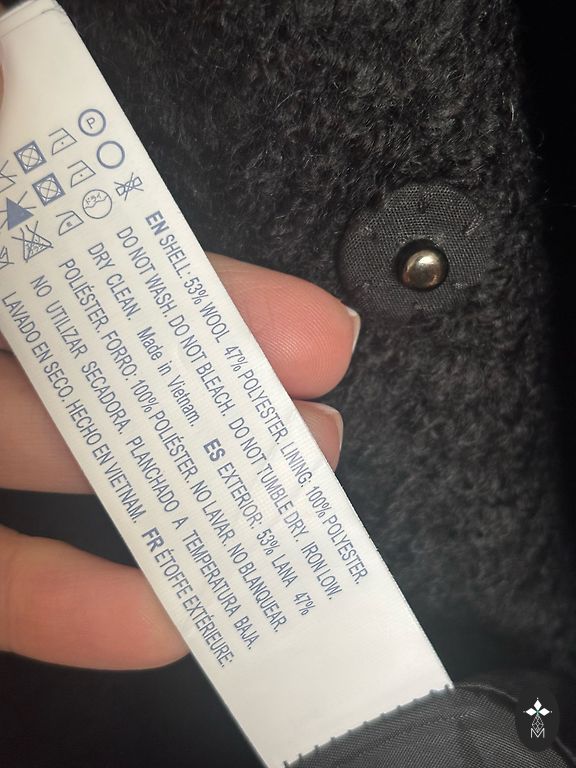 P
EN SHELL: 53% WOOL 47% POLYESTER. LINING: 100% POLYESTER.
DO NOT WASH. DO NOT BLEACH. DO NOT TUMBLE DRY. IRON LOW.
DRY CLEAN. Made in Vietnam. ES EXTERIOR: 53% LANA 47%
POLIÉSTER. FORRO: 100% POLIÉSTER. NO LAVAR. NO BLANQUEAR.
NO UTILIZAR SECADORA. PLANCHADO A TEMPERATURA BAJA.
LAVADO EN SECO. HECHO EN VIETNAM. FR ÉTOFFE EXTÉRIEURE:
M